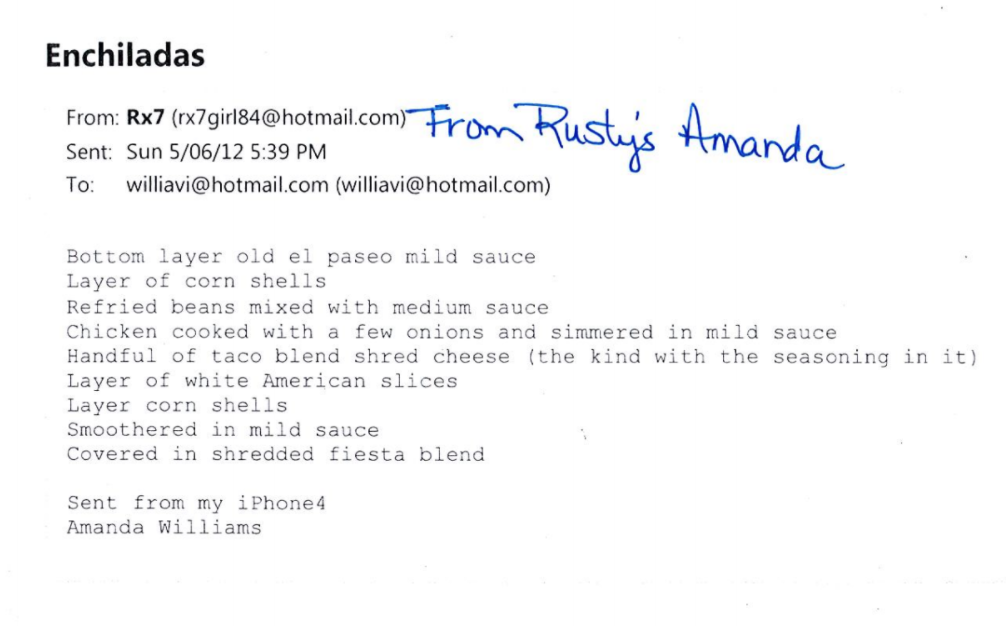 Enchiladas
From: Rx7 (rx7girl84@hotmail.com) From Rusty's Amanda
Sent: Sun 5/06/12 5:39 PM
To: williavi@hotmail.com (williavi@hotmail.com)
Bottom layer old el paseo mild sauce
Layer of corn shells
Refried beans mixed with medium sauce
Chicken cooked with a few onions and simmered in mild sauce
Handful of taco blend shred cheese (the kind with the seasoning in it)
Layer of white American slices
Layer corn shells
Smoothered in mild sauce
Covered in shredded fiesta blend
Sent from my iPhone4
Amanda Williams